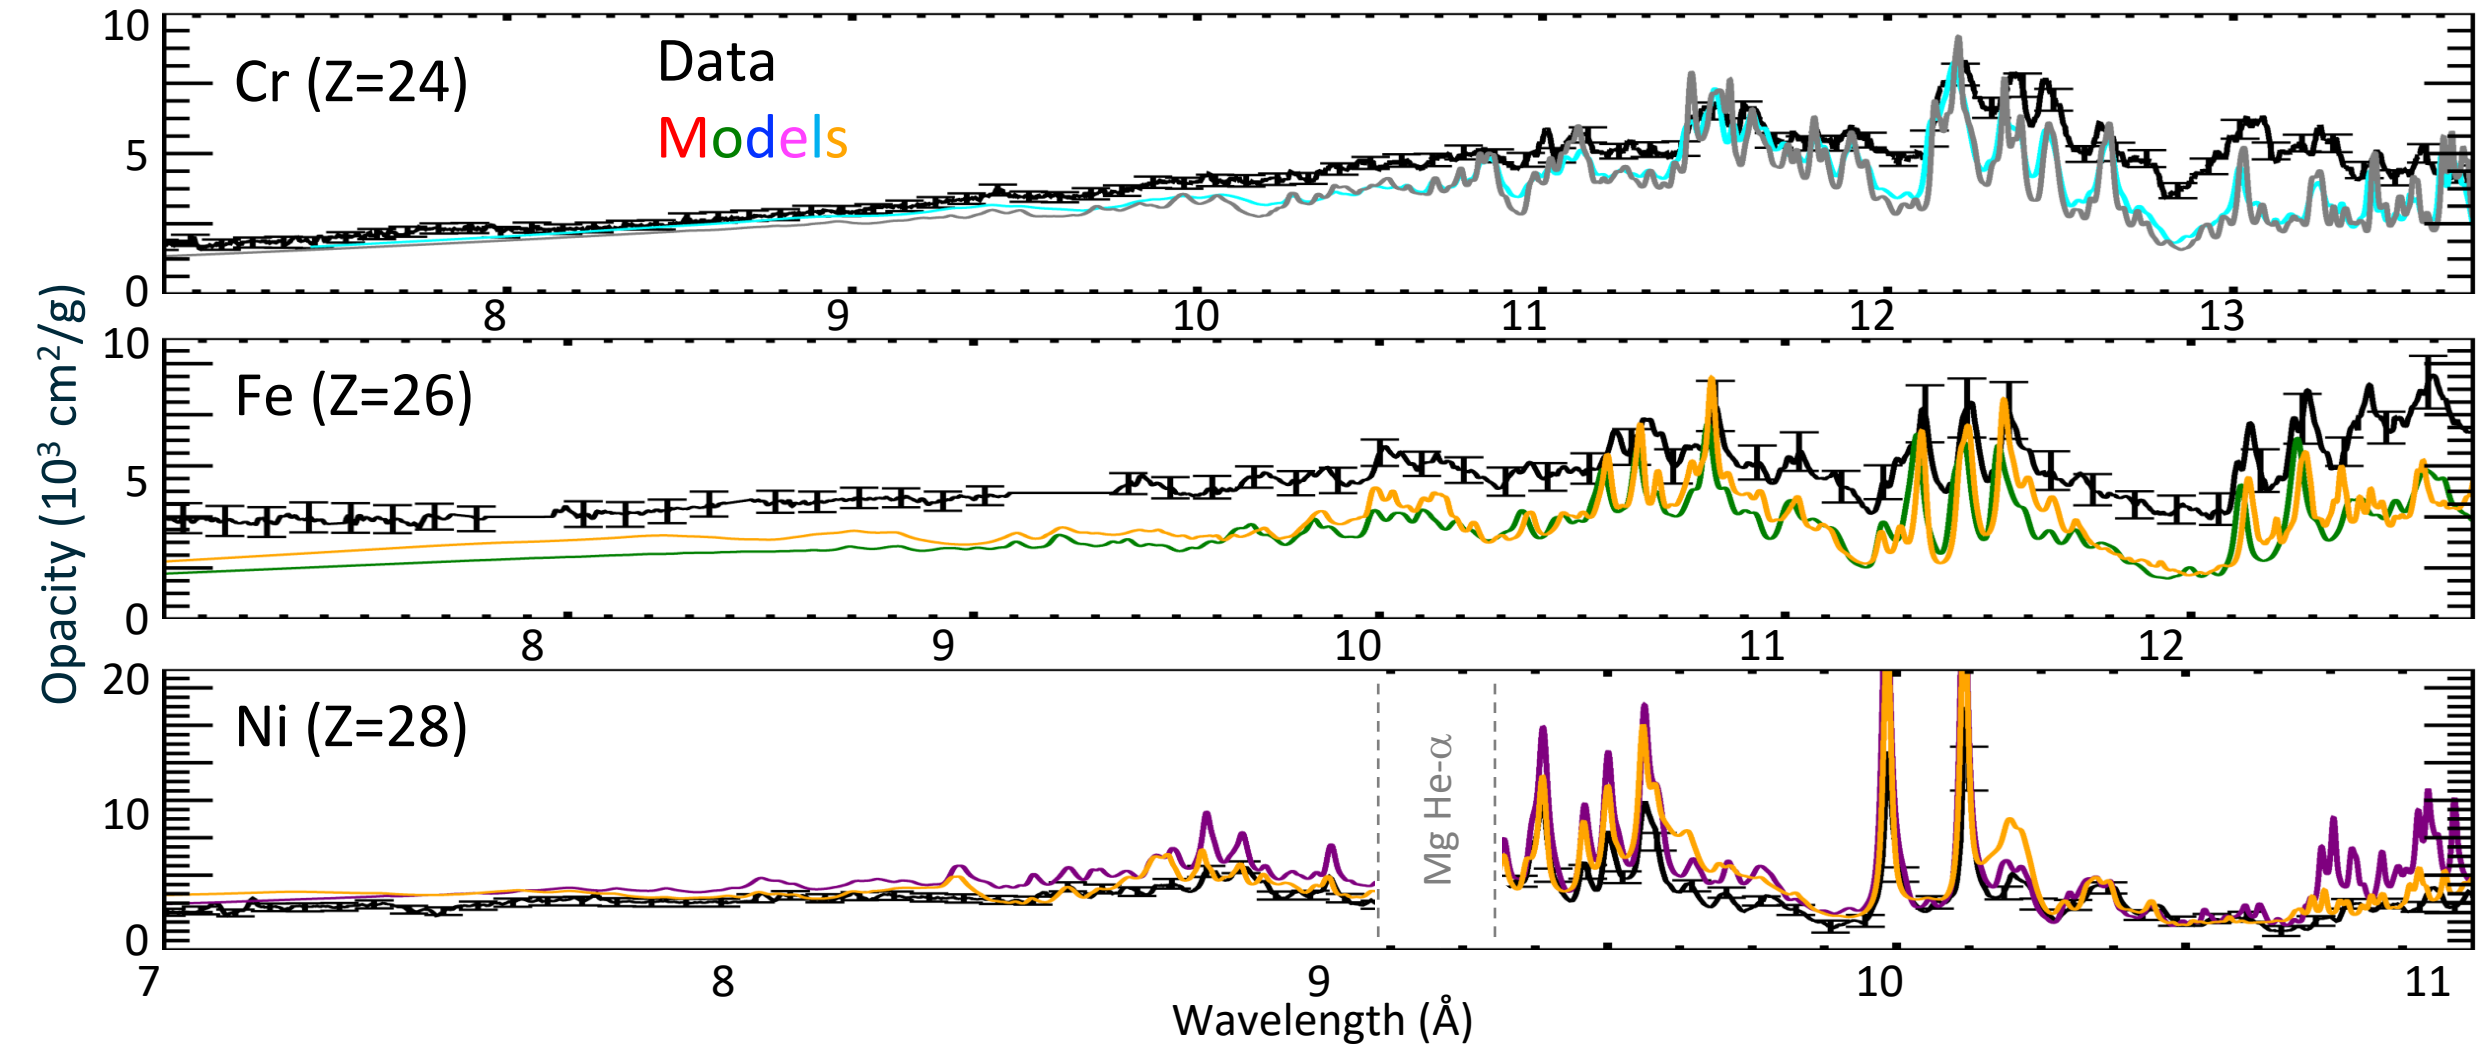 Opacity (10³ cm²/g)
10
5
0
Cr (Z=24)
Data
Models
8 9 10 11 12 13
10
5
0
Fe (Z=26)
8 9 10 11 12
20
10
0
Ni (Z=28)
Mg He-α
7 8 9 10 11
Wavelength (Å)